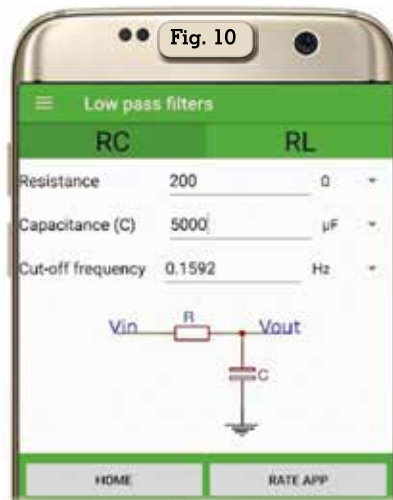 Fig. 10
Low pass filters
RC RL
Resistance 200 Ω
Capacitance (C) 5000 µF
Cut-off frequency 0.1592 Hz
Vin R Vout
C
HOME RATE APP